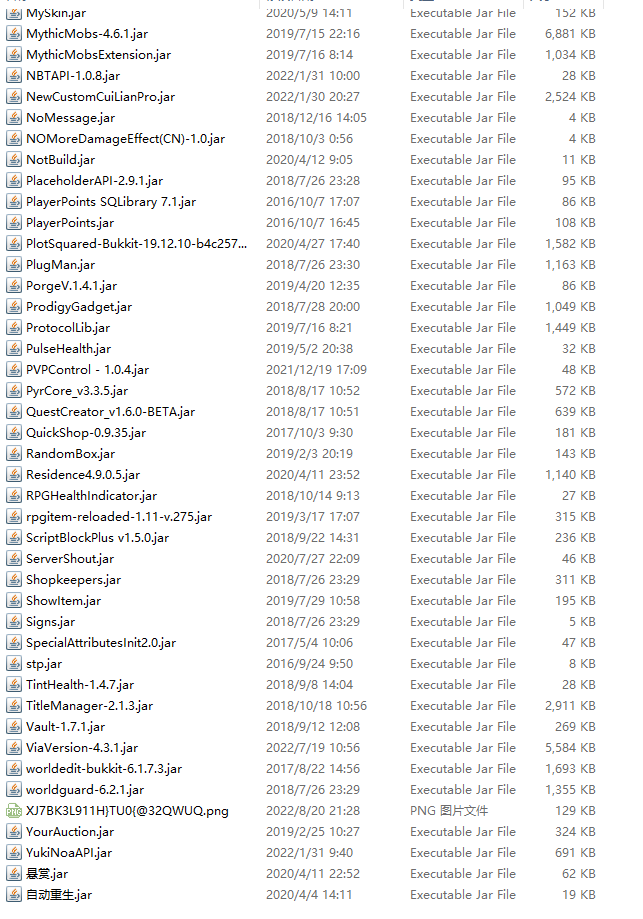 MySkin.jar 2020/5/9 14:11 Executable Jar File 152 KB
MythicMobs-4.6.1.jar 2019/7/15 22:16 Executable Jar File 6,881 KB
MythicMobsExtension.jar 2019/7/16 8:14 Executable Jar File 1,034 KB
NBTAPI-1.0.8.jar 2022/1/31 10:00 Executable Jar File 28 KB
NewCustomCuiLianPro.jar 2022/1/30 20:27 Executable Jar File 2,524 KB
NoMessage.jar 2018/12/16 14:05 Executable Jar File 4 KB
NOMoreDamageEffect(CN)-1.0.jar 2018/10/3 0:56 Executable Jar File 4 KB
NotBuild.jar 2020/4/12 9:05 Executable Jar File 11 KB
PlaceholderAPI-2.9.1.jar 2018/7/26 23:28 Executable Jar File 95 KB
PlayerPoints SQLibrary 7.1.jar 2016/10/7 17:07 Executable Jar File 86 KB
PlayerPoints.jar 2016/10/7 16:45 Executable Jar File 108 KB
PlotSquared-Bukkit-19.12.10-b4c257... 2020/4/27 17:40 Executable Jar File 1,582 KB
PlugMan.jar 2018/7/26 23:30 Executable Jar File 1,163 KB
PorgeV.1.4.1.jar 2019/4/20 12:35 Executable Jar File 86 KB
ProdigyGadget.jar 2018/7/28 20:00 Executable Jar File 1,049 KB
ProtocolLib.jar 2019/7/16 8:21 Executable Jar File 1,449 KB
PulseHealth.jar 2019/5/2 20:38 Executable Jar File 32 KB
PVPControl - 1.0.4.jar 2021/12/19 17:09 Executable Jar File 48 KB
PyrCore_v3.3.5.jar 2018/8/17 10:52 Executable Jar File 572 KB
QuestCreator_v1.6.0-BETA.jar 2018/8/17 10:51 Executable Jar File 639 KB
QuickShop-0.9.35.jar 2017/10/3 9:30 Executable Jar File 181 KB
RandomBox.jar 2019/2/3 20:19 Executable Jar File 143 KB
Residence4.9.0.5.jar 2020/4/11 23:52 Executable Jar File 1,140 KB
RPGHealthIndicator.jar 2018/10/14 9:13 Executable Jar File 27 KB
rpgitem-reloaded-1.11-v.275.jar 2019/3/17 17:07 Executable Jar File 315 KB
ScriptBlockPlus v1.5.0.jar 2018/9/22 14:31 Executable Jar File 236 KB
ServerShout.jar 2020/7/27 22:09 Executable Jar File 46 KB
Shopkeepers.jar 2018/7/26 23:29 Executable Jar File 311 KB
ShowItem.jar 2019/7/29 10:58 Executable Jar File 195 KB
Signs.jar 2018/7/26 23:29 Executable Jar File 5 KB
SpecialAttributesInit2.0.jar 2017/5/4 10:06 Executable Jar File 47 KB
stp.jar 2016/9/24 9:50 Executable Jar File 8 KB
TintHealth-1.4.7.jar 2018/9/8 14:04 Executable Jar File 28 KB
TitleManager-2.1.3.jar 2018/10/18 10:56 Executable Jar File 2,911 KB
Vault-1.7.1.jar 2018/9/12 12:08 Executable Jar File 269 KB
ViaVersion-4.3.1.jar 2022/7/19 10:56 Executable Jar File 5,584 KB
worldedit-bukkit-6.1.7.3.jar 2017/8/22 14:56 Executable Jar File 1,693 KB
worldguard-6.2.1.jar 2018/7/26 23:29 Executable Jar File 1,355 KB
XJ7BK3L911H}TU0{@32QWUQ.png 2022/8/20 21:28 PNG 图片文件 129 KB
YourAuction.jar 2019/2/25 10:27 Executable Jar File 324 KB
YukiNoaAPI.jar 2022/1/31 9:40 Executable Jar File 691 KB
悬赏.jar 2020/4/11 22:52 Executable Jar File 62 KB
自动重生.jar 2020/4/4 14:11 Executable Jar File 19 KB